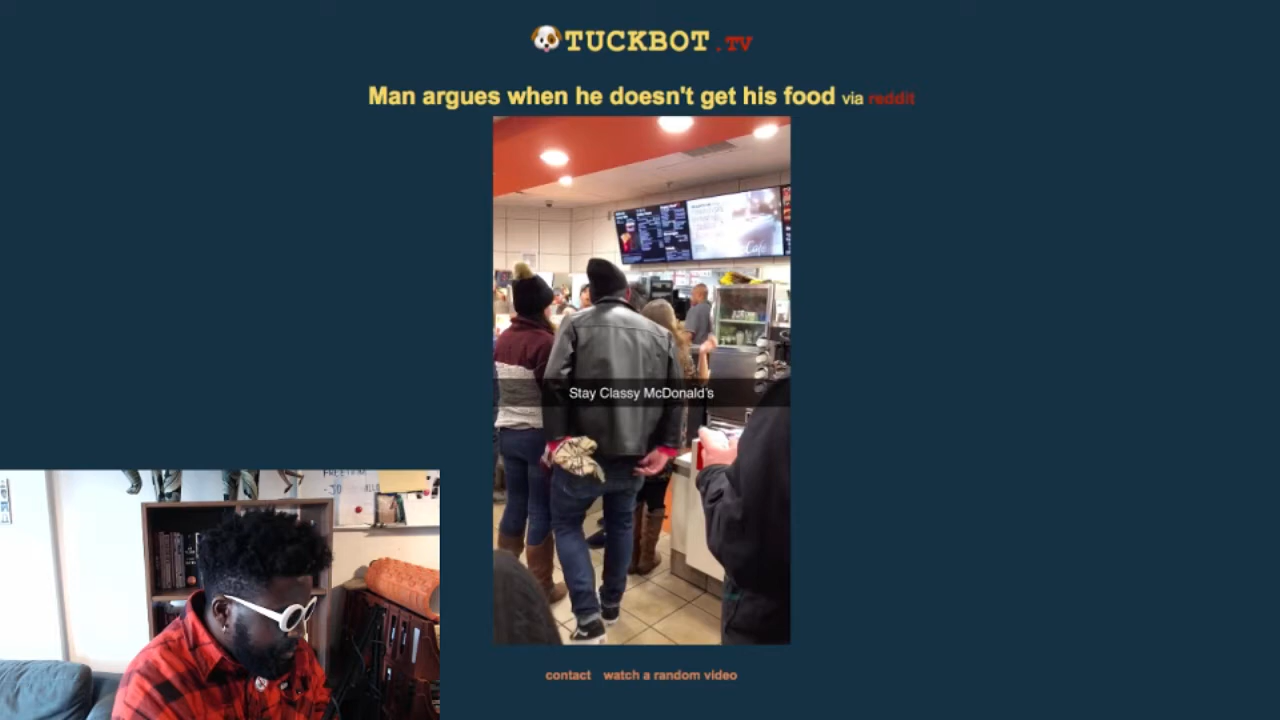 TUCKBOT.TV
Man argues when he doesn't get his food via reddit
Stay Classy McDonald's
FREETIME
contact watch a random video